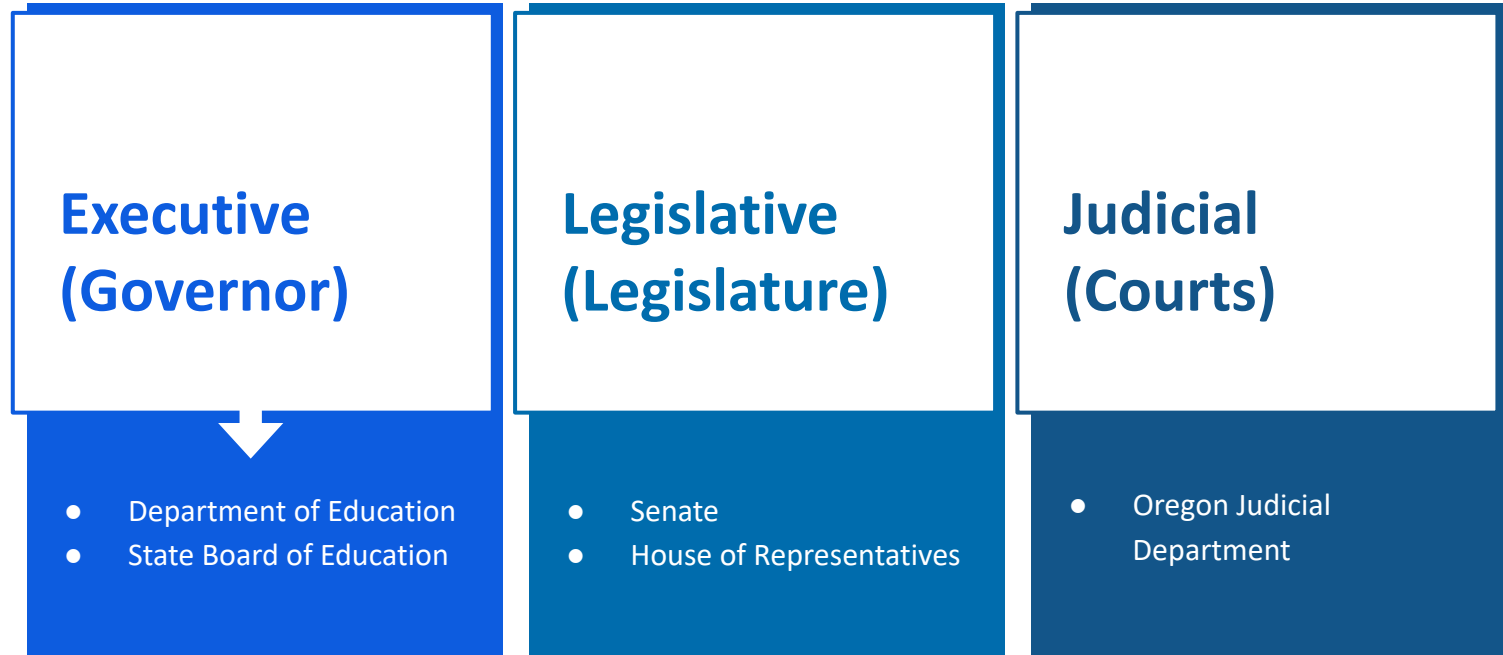 Executive
(Governor)
● Department of Education
● State Board of Education
Legislative
(Legislature)
● Senate
● House of Representatives
Judicial
(Courts)
● Oregon Judicial
Department